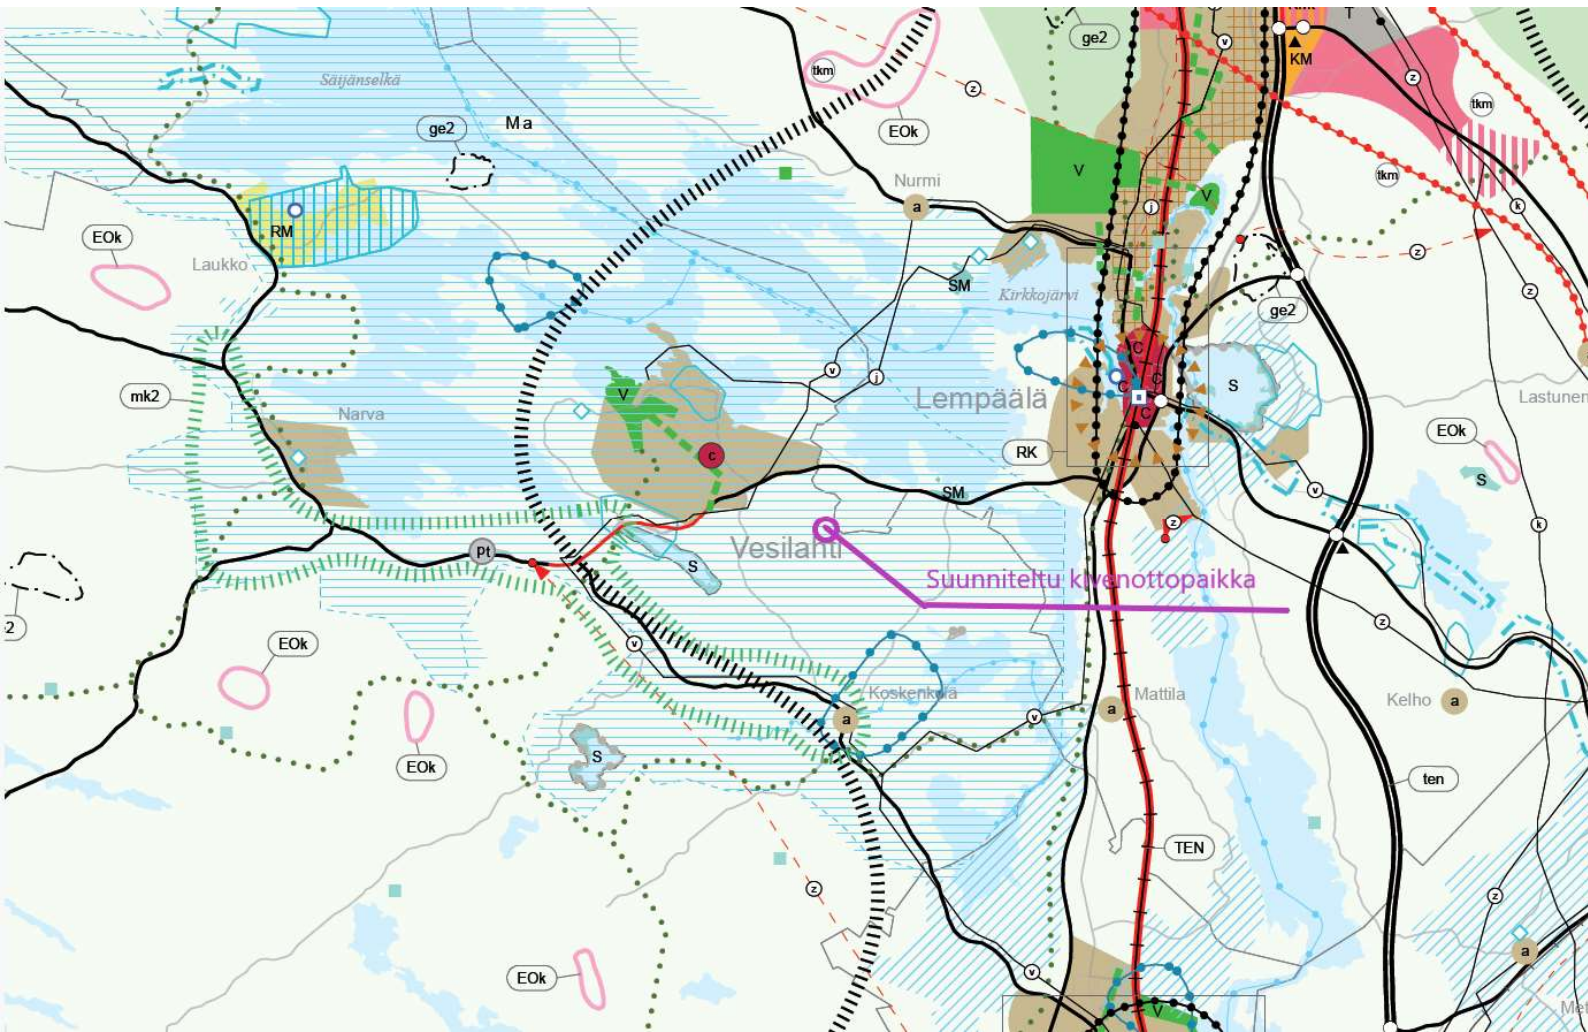 ge2
v
KM
T
z
tkm
Säijänselkä
tkm
z
ge2
Ma
EOk
tkm
Nurmi
V
V
a
j
k
RM
EOk
z
Laukko
SM
Kirkkojärvi
z
ge2
C
mk2
v
j
C
C
S
Narva
V
Lempäälä
C
Lastunen
c
RK
EOk
SM
S
v
z
k
Pt
Vesilahti
S
Suunniteltu kivenottopaikka
z
EOk
v
Koskenkylä
Mattila
Kelho
a
a
a
v
EOk
S
ten
TEN
z
z
a
EOk
v
V